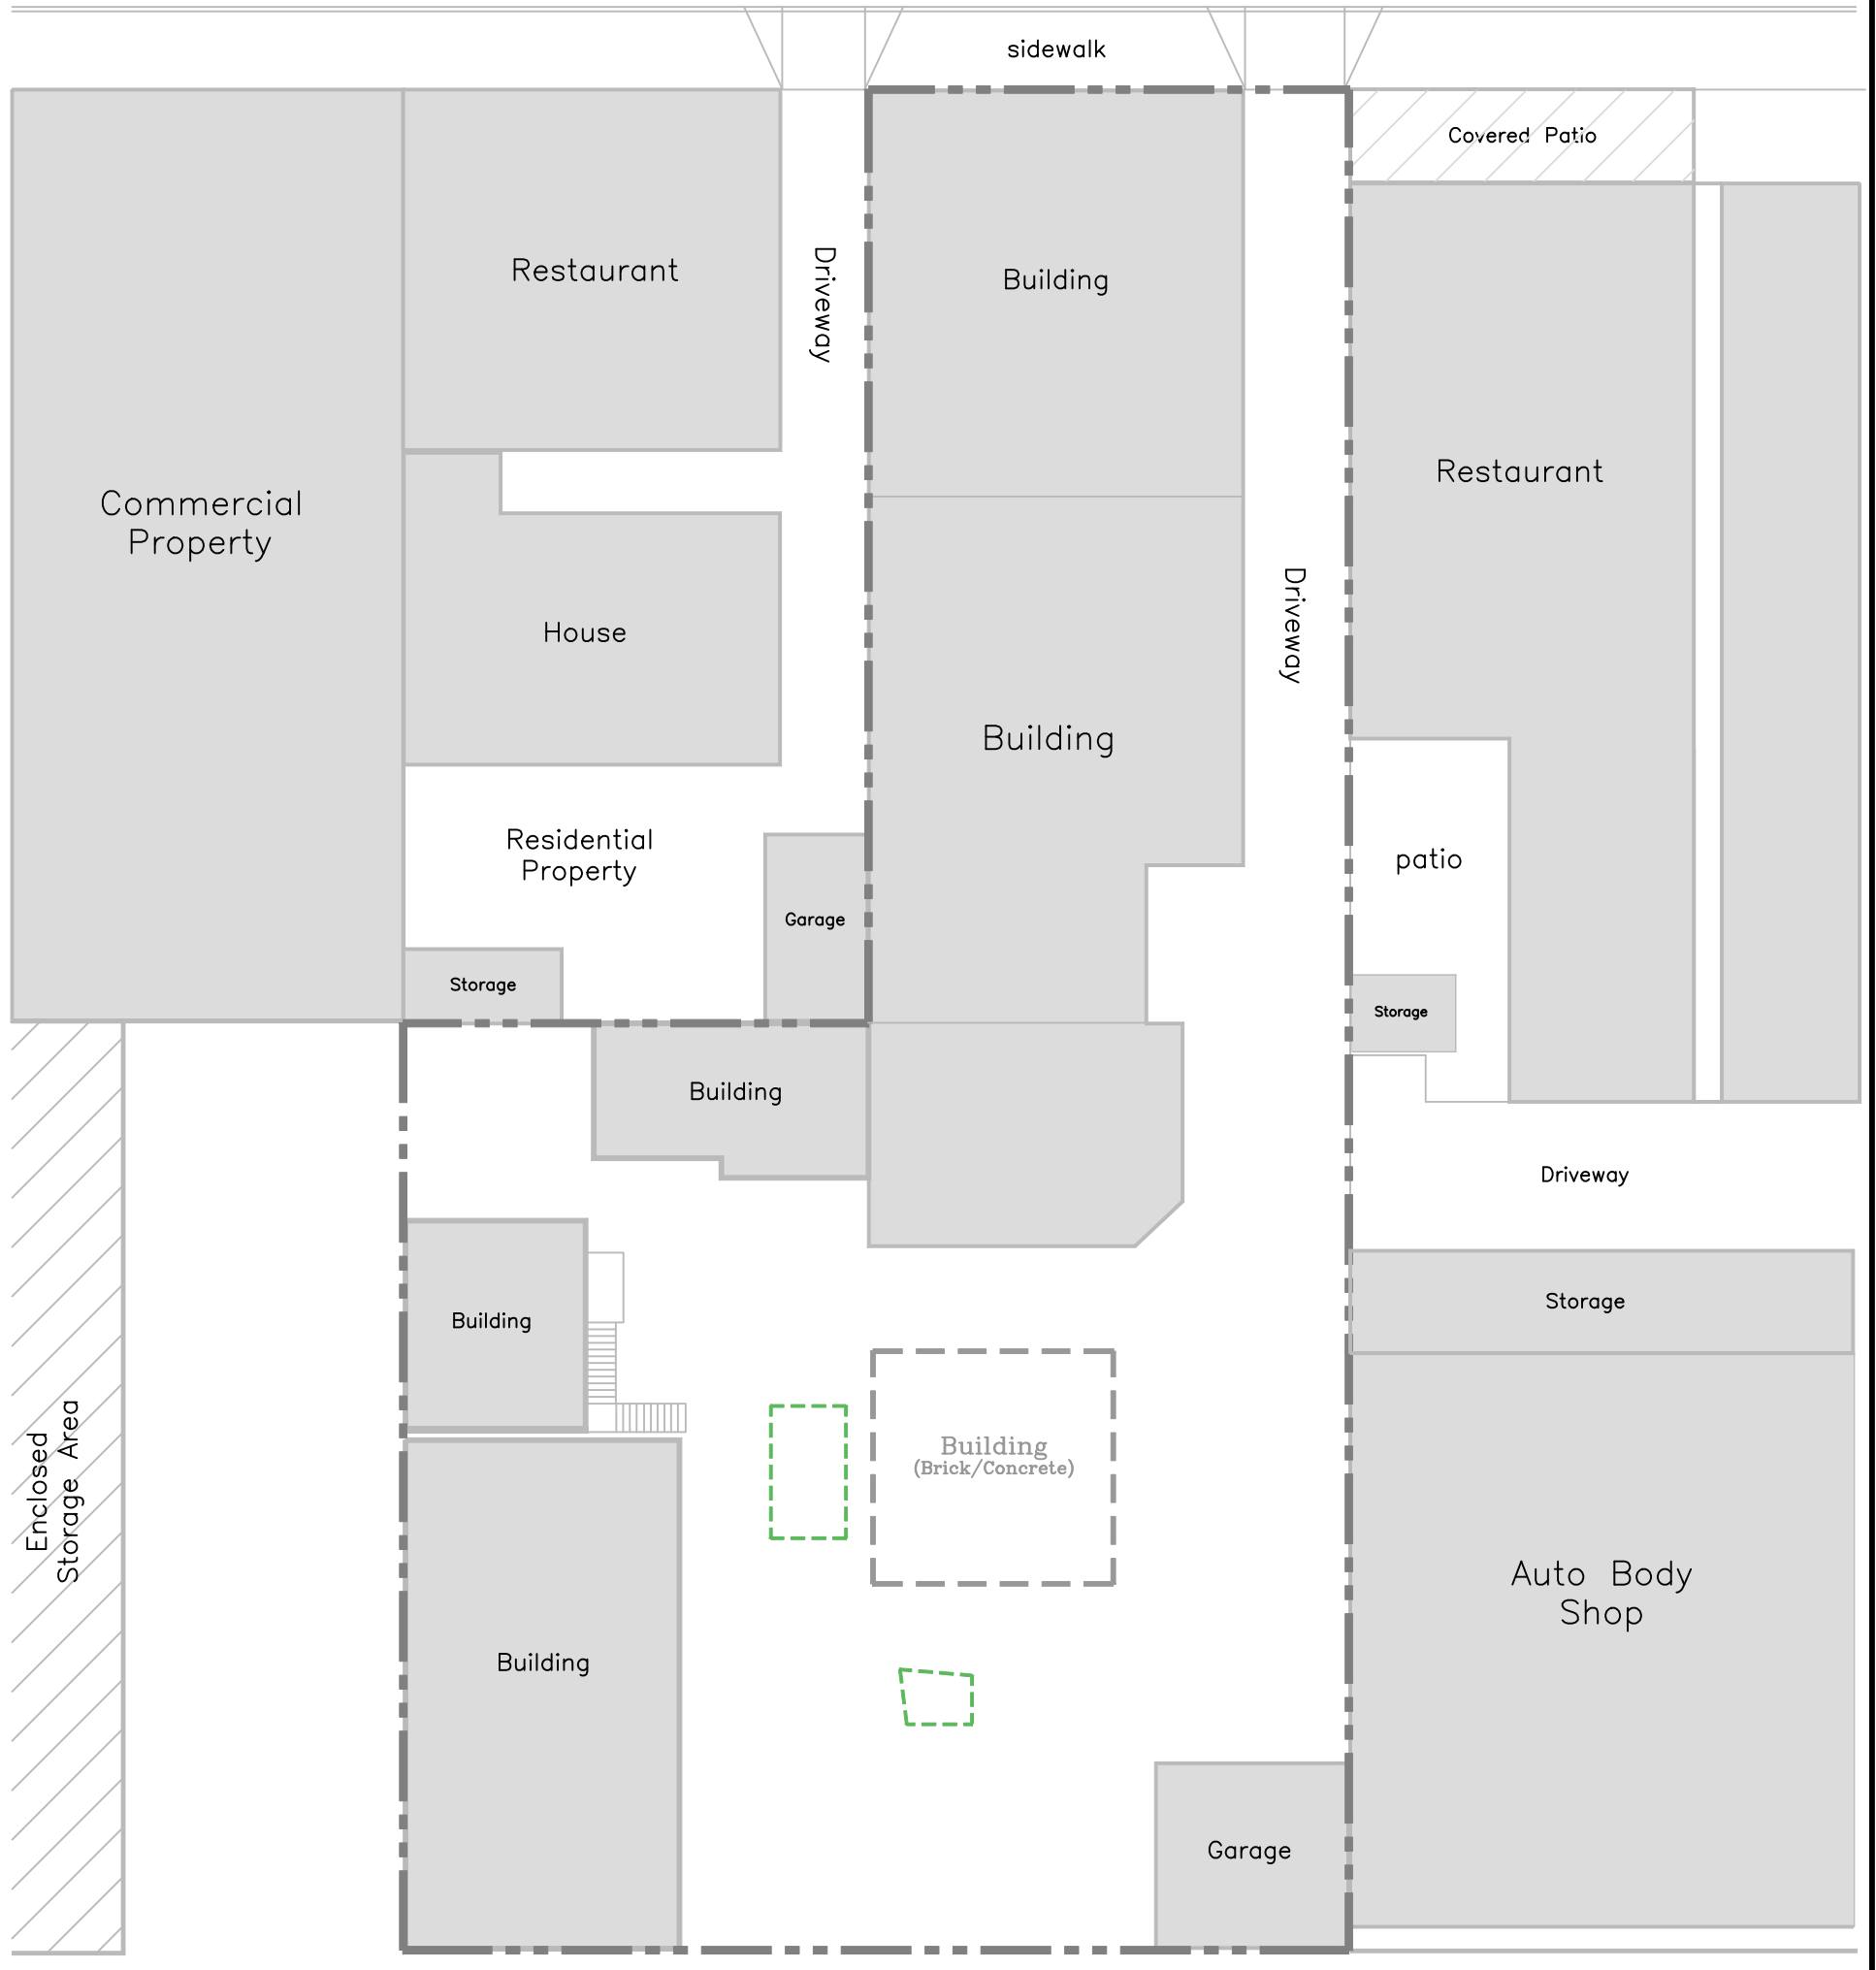 sidewalk
Covered Patio
Restaurant
Driveway
Building
Restaurant
Commercial
Property
House
Driveway
Building
Residential
Property
patio
Garage
Storage
Storage
Building
Driveway
Storage
Building
Enclosed
Storage Area
Building
(Brick/Concrete)
Auto Body
Shop
Building
Garage